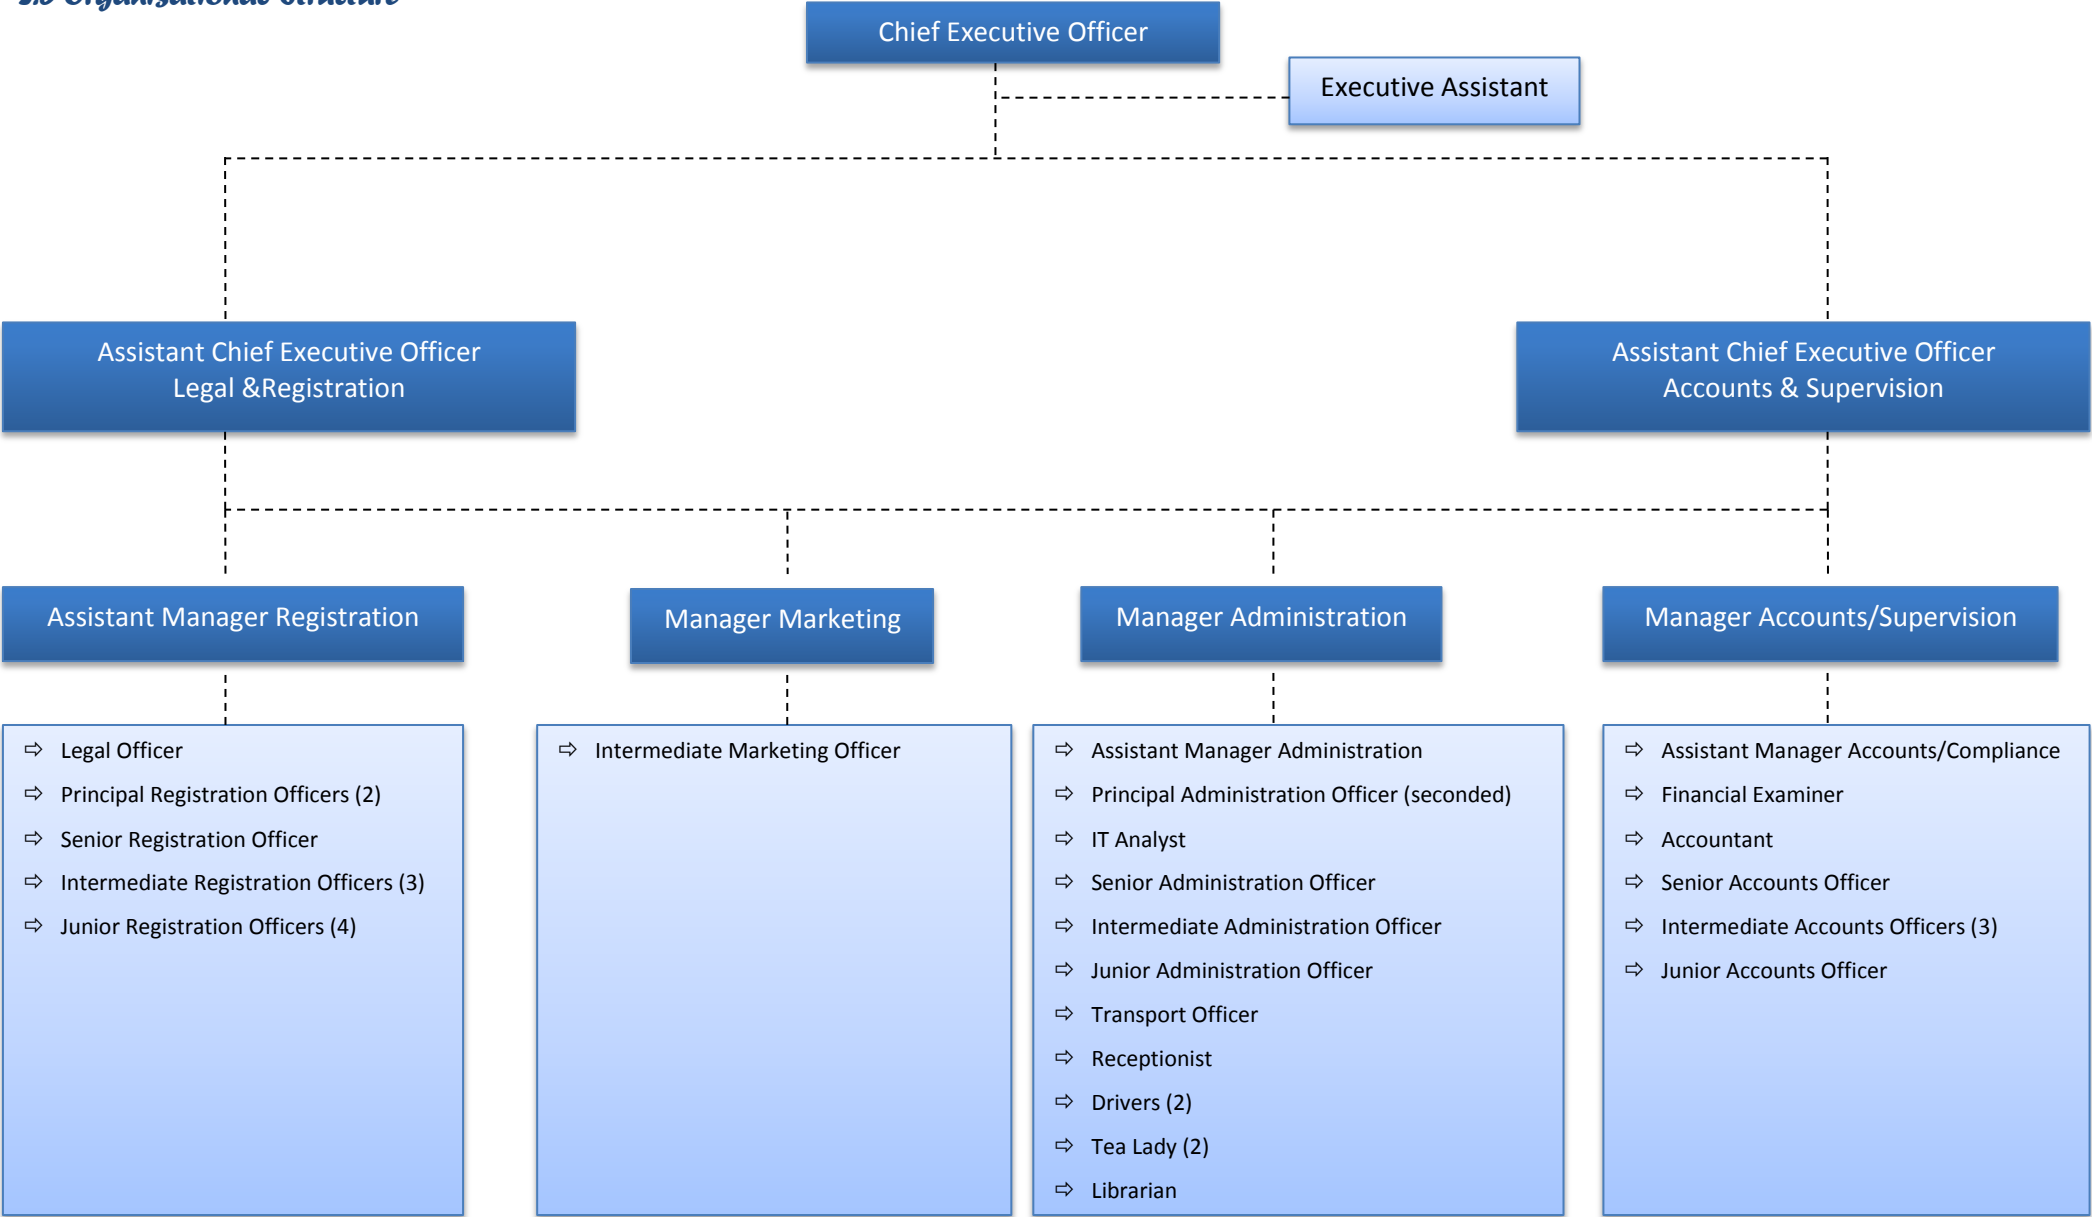 Organisational Structure
Chief Executive Officer
Executive Assistant
Assistant Chief Executive Officer
Legal &Registration
Assistant Chief Executive Officer
Accounts & Supervision
Assistant Manager Registration
Manager Marketing
Manager Administration
Manager Accounts/Supervision
⇨ Legal Officer
⇨ Principal Registration Officers (2)
⇨ Senior Registration Officer
⇨ Intermediate Registration Officers (3)
⇨ Junior Registration Officers (4)
⇨ Intermediate Marketing Officer
⇨ Assistant Manager Administration
⇨ Principal Administration Officer (seconded)
⇨ IT Analyst
⇨ Senior Administration Officer
⇨ Intermediate Administration Officer
⇨ Junior Administration Officer
⇨ Transport Officer
⇨ Receptionist
⇨ Drivers (2)
⇨ Tea Lady (2)
⇨ Librarian
⇨ Assistant Manager Accounts/Compliance
⇨ Financial Examiner
⇨ Accountant
⇨ Senior Accounts Officer
⇨ Intermediate Accounts Officers (3)
⇨ Junior Accounts Officer